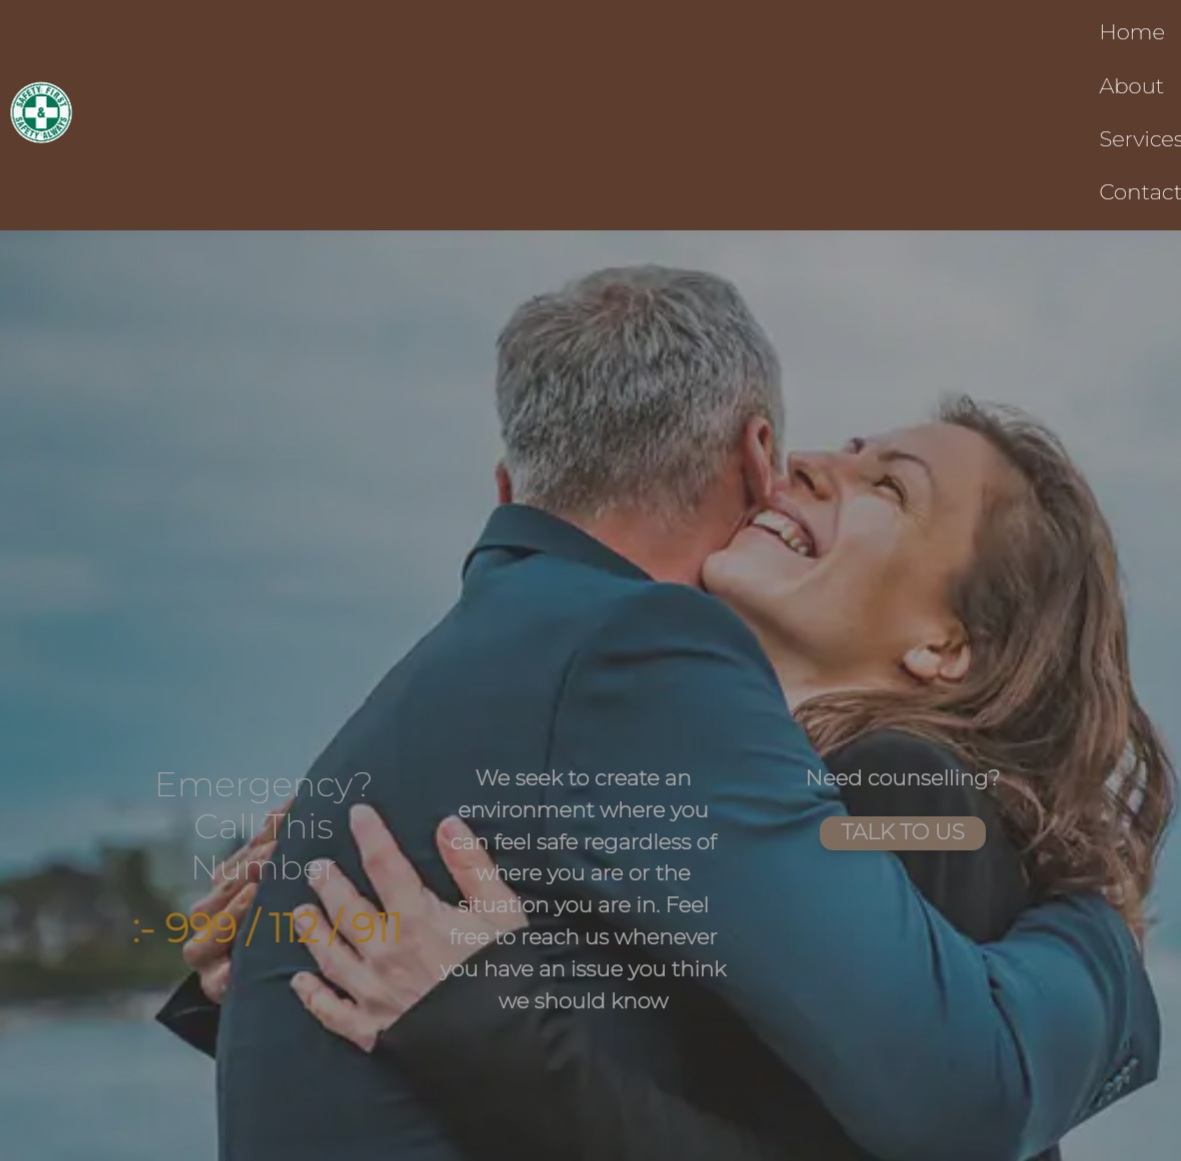 Home
SAFETY FIRST
&
SAFETY ALWAYS
About
Services
Contact
Emergency?
Call This
Number
:- 999 / 112 / 911
We seek to create an
environment where you
can feel safe regardless of
where you are or the
situation you are in. Feel
free to reach us whenever
you have an issue you think
we should know
Need counselling?
TALK TO US